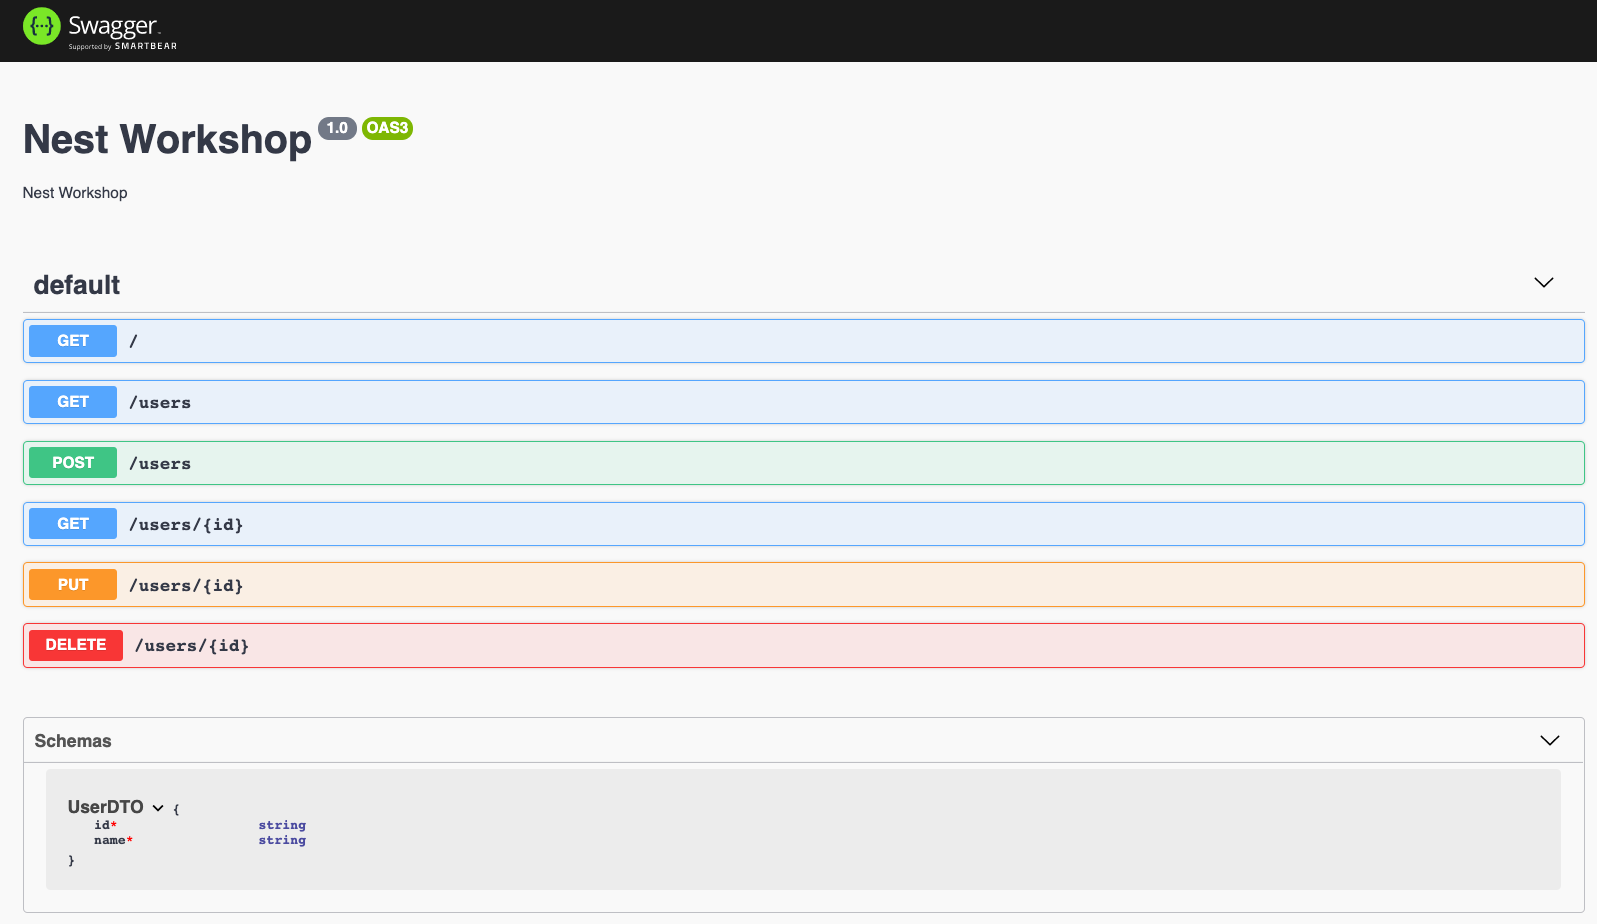 {...} Swagger
Supported by SMARTBEAR
Nest Workshop 1.0 OAS3
Nest Workshop
default
GET /
GET /users
POST /users
GET /users/{id}
PUT /users/{id}
DELETE /users/{id}
Schemas
UserDTO {
id* string
name* string
}